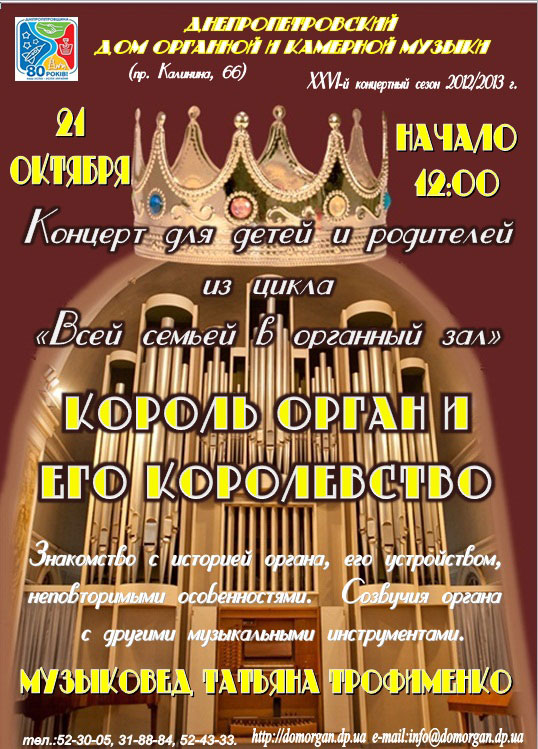 ДНЕПРОПЕТРОВСКИЙ
ДОМ ОРГАННОЙ И КАМЕРНОЙ МУЗЫКИ
(пр. Калинина, 66)
XXVI-й концертный сезон 2012/2013 г.
80 РОКІВ!
21
ОКТЯБРЯ
НАЧАЛО
12:00
Концерт для детей и родителей
из цикла
«Всей семьей в органный зал»
КОРОЛЬ ОРГАН И
ЕГО КОРОЛЕВСТВО
Знакомство с историей органа, его устройством,
неповторимыми особенностями. Созвучия органа
с другими музыкальными инструментами.
МУЗЫКОВЕД ТАТЬЯНА ТРОФИМЕНКО
тел.:52-30-05, 31-88-84, 52-43-33. http://domorgan.dp.ua e-mail:info@domorgan.dp.ua